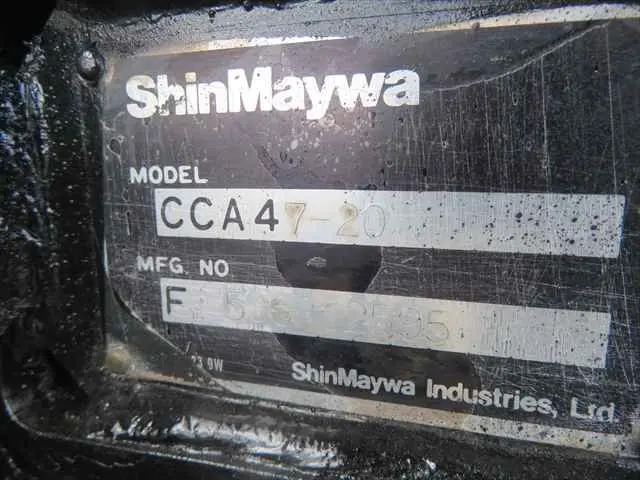 ShinMaywa
MODEL
CCA47-20
MFG. NO
F
ShinMaywa Industries, Ltd